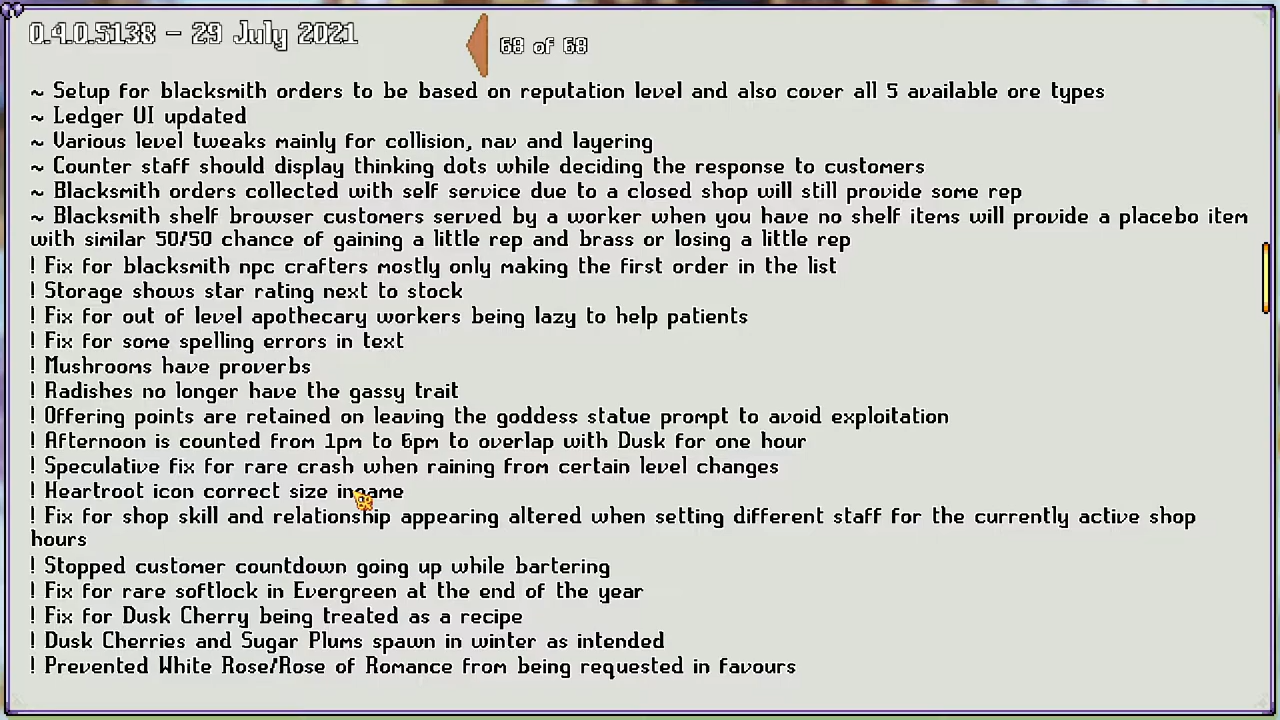 0.4.0.5138 - 29 July 2021
68 of 68
~ Setup for blacksmith orders to be based on reputation level and also cover all 5 available ore types
~ Ledger UI updated
~ Various level tweaks mainly for collision, nav and layering
~ Counter staff should display thinking dots while deciding the response to customers
~ Blacksmith orders collected with self service due to a closed shop will still provide some rep
~ Blacksmith shelf browser customers served by a worker when you have no shelf items will provide a placebo item
with similar 50/50 chance of gaining a little rep and brass or losing a little rep
! Fix for blacksmith npc crafters mostly only making the first order in the list
! Storage shows star rating next to stock
! Fix for out of level apothecary workers being lazy to help patients
! Fix for some spelling errors in text
! Mushrooms have proverbs
! Radishes no longer have the gassy trait
! Offering points are retained on leaving the goddess statue prompt to avoid exploitation
! Afternoon is counted from 1pm to 6pm to overlap with Dusk for one hour
! Speculative fix for rare crash when raining from certain level changes
! Heartroot icon correct size ingame
! Fix for shop skill and relationship appearing altered when setting different staff for the currently active shop
hours
! Stopped customer countdown going up while bartering
! Fix for rare softlock in Evergreen at the end of the year
! Fix for Dusk Cherry being treated as a recipe
! Dusk Cherries and Sugar Plums spawn in winter as intended
! Prevented White Rose/Rose of Romance from being requested in favours